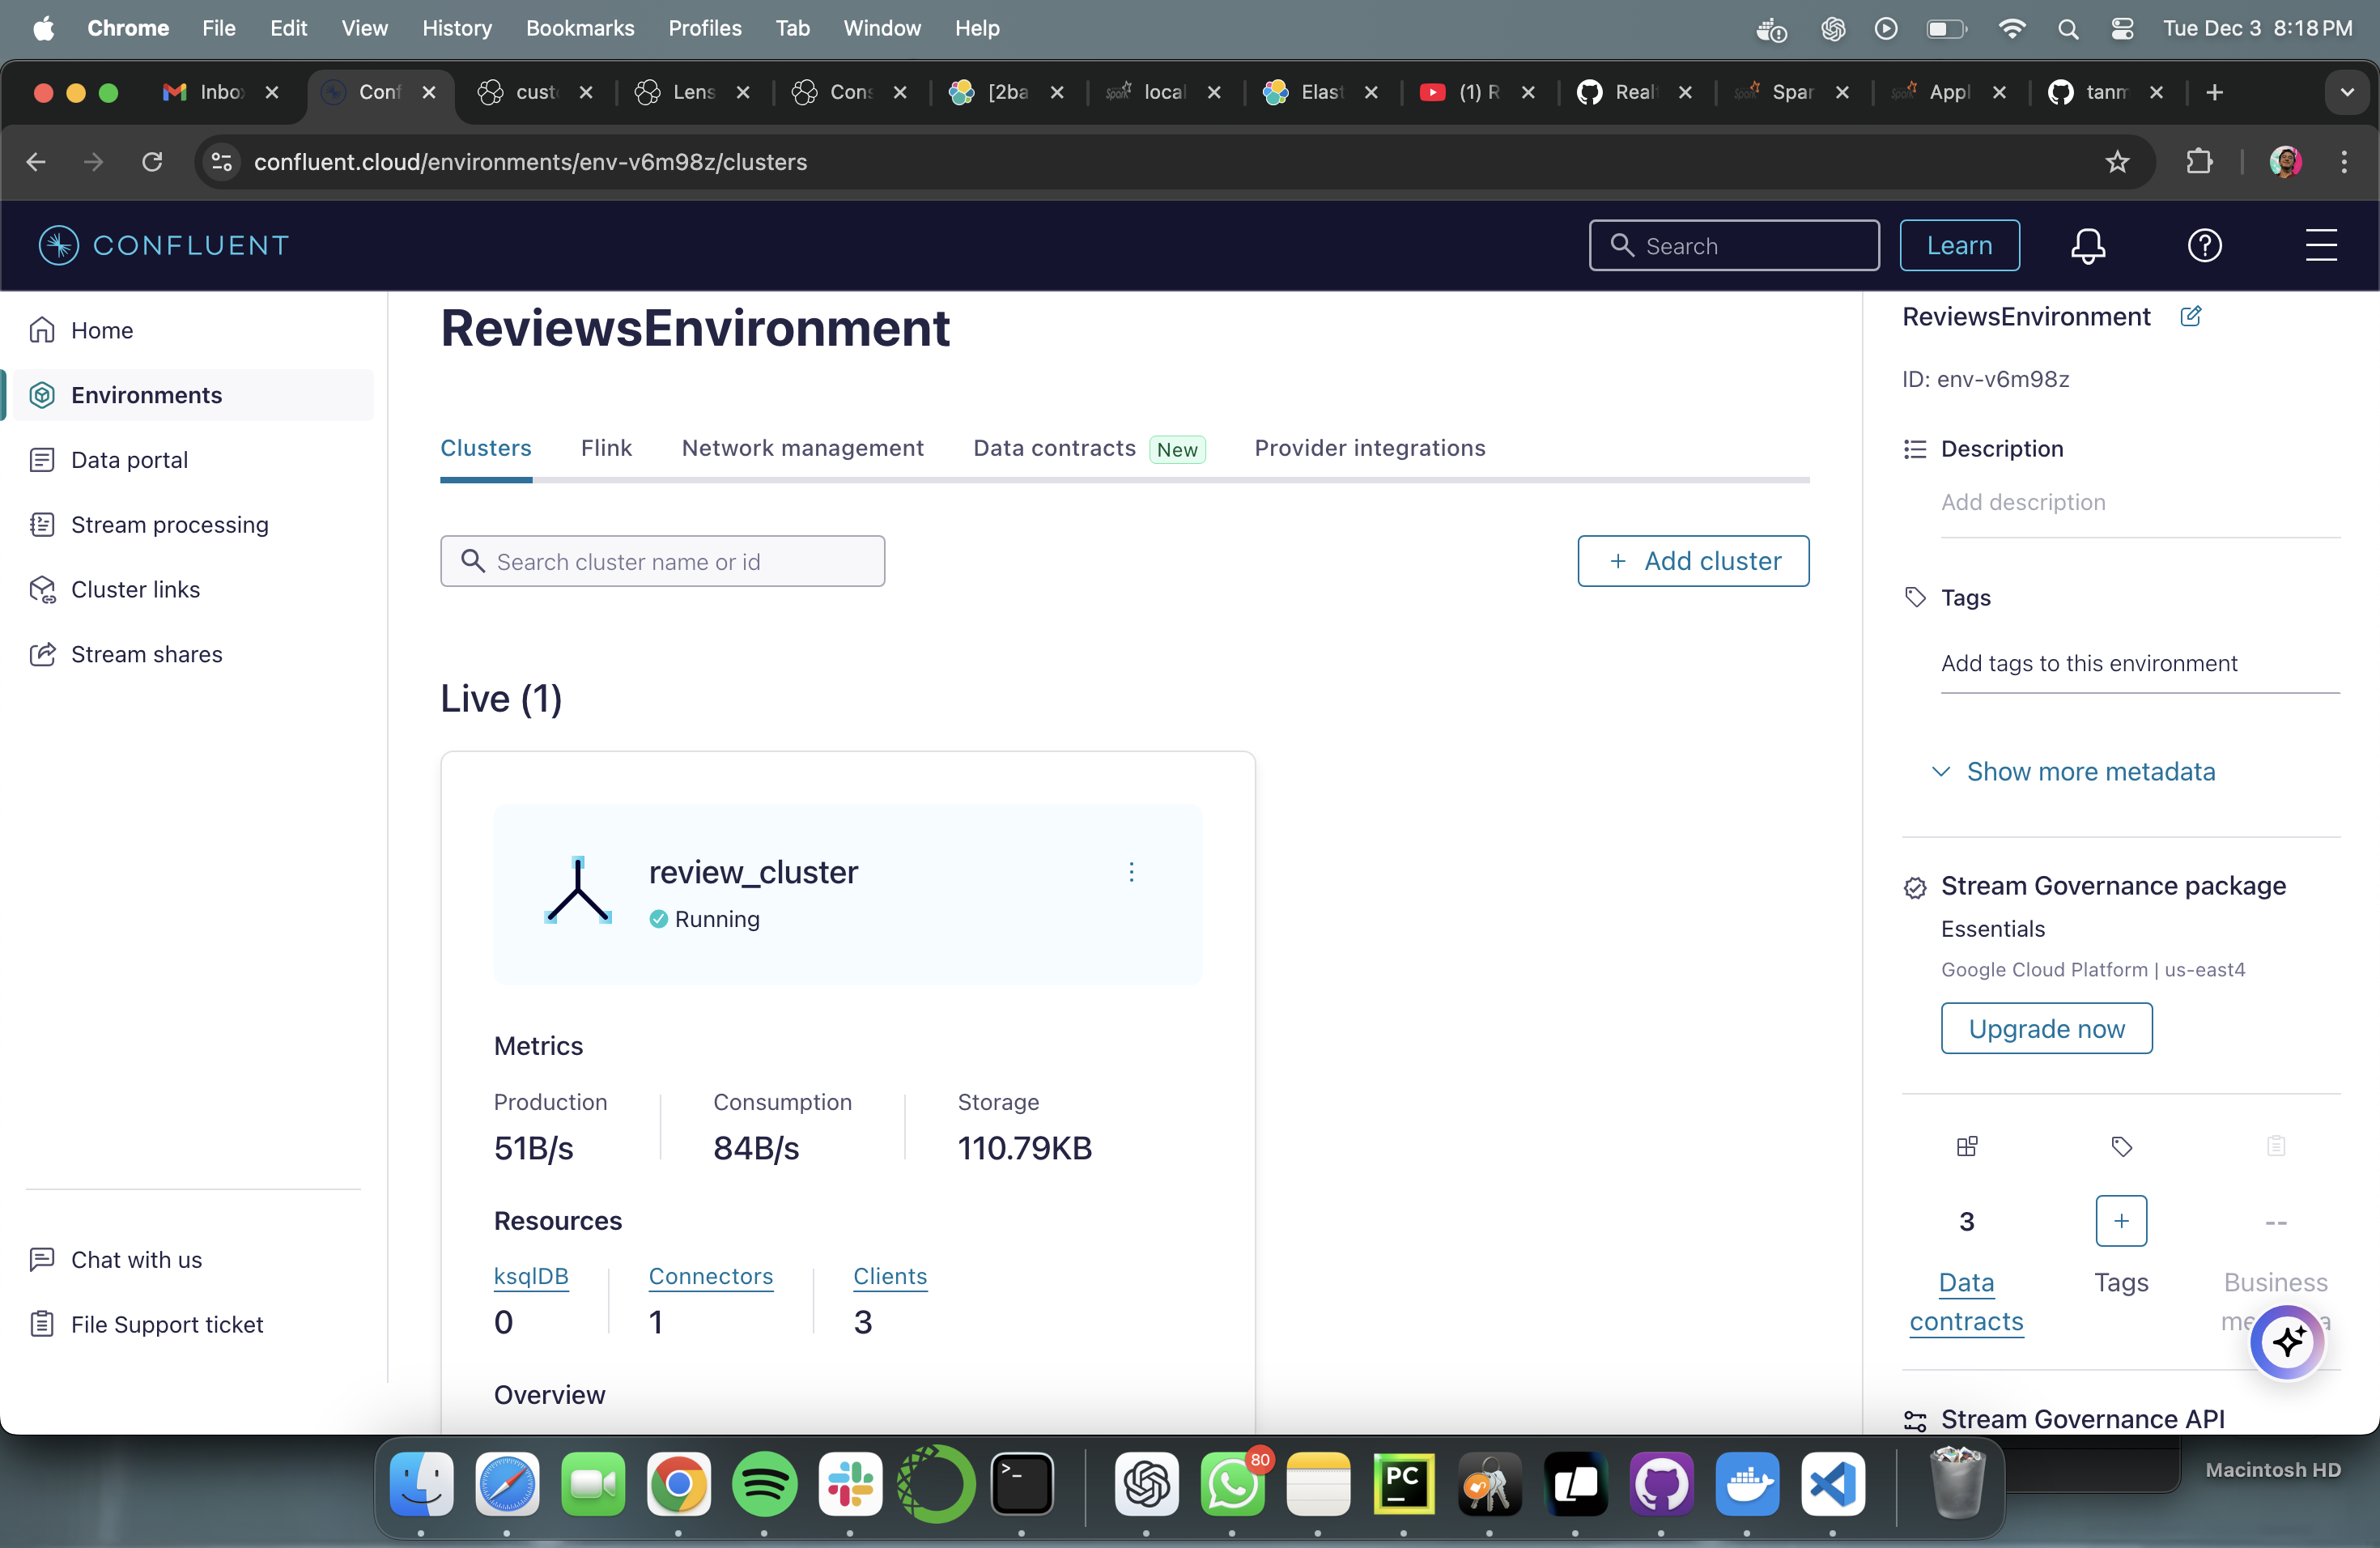 Chrome File Edit View History Bookmarks Profiles Tab Window Help Tue Dec 3 8:18 PM
Inbo Conf cust Lens Cons [2ba local Elast (1) R Real Spar Appl tanm
confluent.cloud/environments/env-v6m98z/clusters
CONFLUENT Search Learn
Home
Environments
Data portal
Stream processing
Cluster links
Stream shares
Chat with us
File Support ticket
ReviewsEnvironment
Clusters Flink Network management Data contracts New Provider integrations
Search cluster name or id
+ Add cluster
Live (1)
review_cluster
Running
Metrics
Production Consumption Storage
51B/s 84B/s 110.79KB
Resources
ksqlDB Connectors Clients
0 1 3
Overview
ReviewsEnvironment
ID: env-v6m98z
Description
Add description
Tags
Add tags to this environment
Show more metadata
Stream Governance package
Essentials
Google Cloud Platform | us-east4
Upgrade now
3 + --
Data contracts
Tags
Business
Stream Governance API
80
PC
Macintosh HD